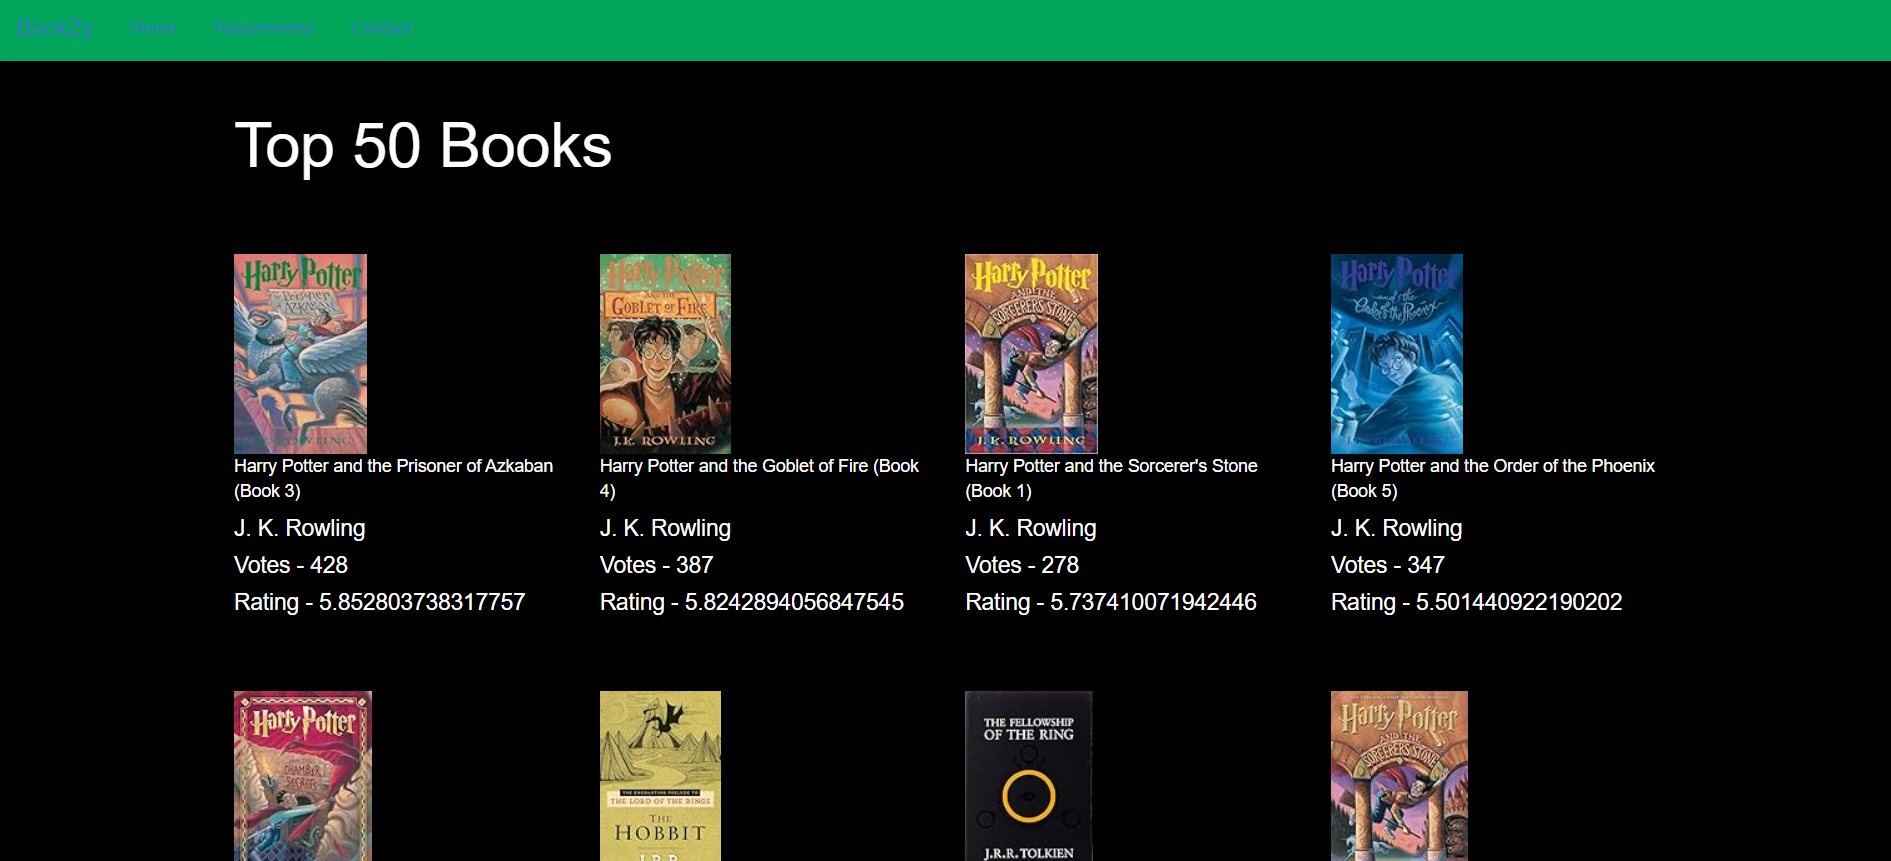 BookZy Home Recommend Contact
Top 50 Books
Harry Potter
Prisoner of
AZKABAN
J.K. ROWLING
Harry Potter and the Prisoner of Azkaban
(Book 3)
J. K. Rowling
Votes - 428
Rating - 5.852803738317757
Harry Potter
AND THE
GOBLET OF FIRE
J.K. ROWLING
Harry Potter and the Goblet of Fire (Book
4)
J. K. Rowling
Votes - 387
Rating - 5.8242894056847545
Harry Potter
AND THE
SORCERER'S STONE
J.K. ROWLING
Harry Potter and the Sorcerer's Stone
(Book 1)
J. K. Rowling
Votes - 278
Rating - 5.737410071942446
Harry Potter
and the
Order of the Phoenix
Harry Potter and the Order of the Phoenix
(Book 5)
J. K. Rowling
Votes - 347
Rating - 5.501440922190202
Harry Potter
CHAMBER
SECRETS
THE ENCHANTING PRELUDE TO
THE LORD OF THE RINGS
THE
HOBBIT
J.R.R.
THE FELLOWSHIP
OF THE RING
J.R.R. TOLKIEN
Harry Potter
AND THE
SORCERER'S STONE